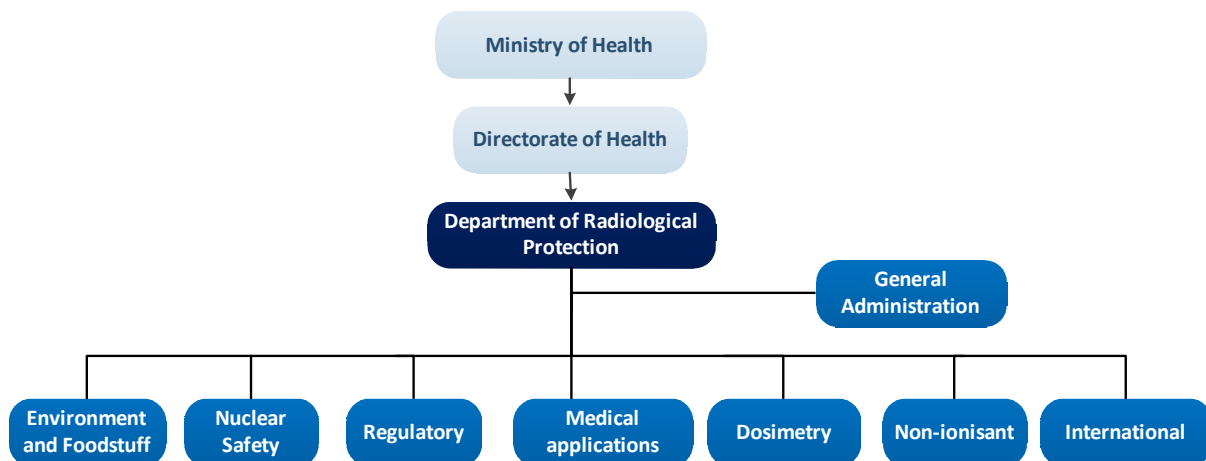 Ministry of Health
Directorate of Health
Department of Radiological
Protection
General
Administration
Environment
and Foodstuff
Nuclear
Safety
Regulatory
Medical
applications
Dosimetry
Non-ionisant
International